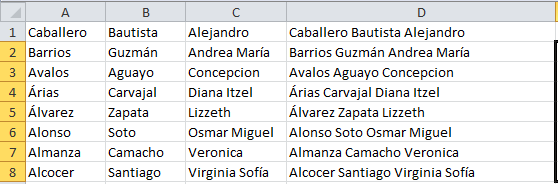 A B C D
1 Caballero Bautista Alejandro Caballero Bautista Alejandro
2 Barrios Guzmán Andrea María Barrios Guzmán Andrea María
3 Avalos Aguayo Concepcion Avalos Aguayo Concepcion
4 Árias Carvajal Diana Itzel Árias Carvajal Diana Itzel
5 Álvarez Zapata Lizzeth Álvarez Zapata Lizzeth
6 Alonso Soto Osmar Miguel Alonso Soto Osmar Miguel
7 Almanza Camacho Veronica Almanza Camacho Veronica
8 Alcocer Santiago Virginia Sofía Alcocer Santiago Virginia Sofía